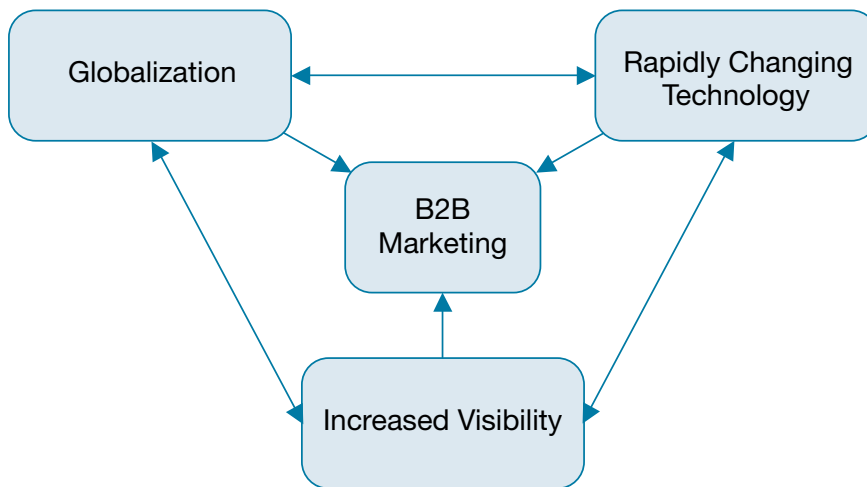 Globalization
Rapidly Changing
Technology
B2B
Marketing
Increased Visibility